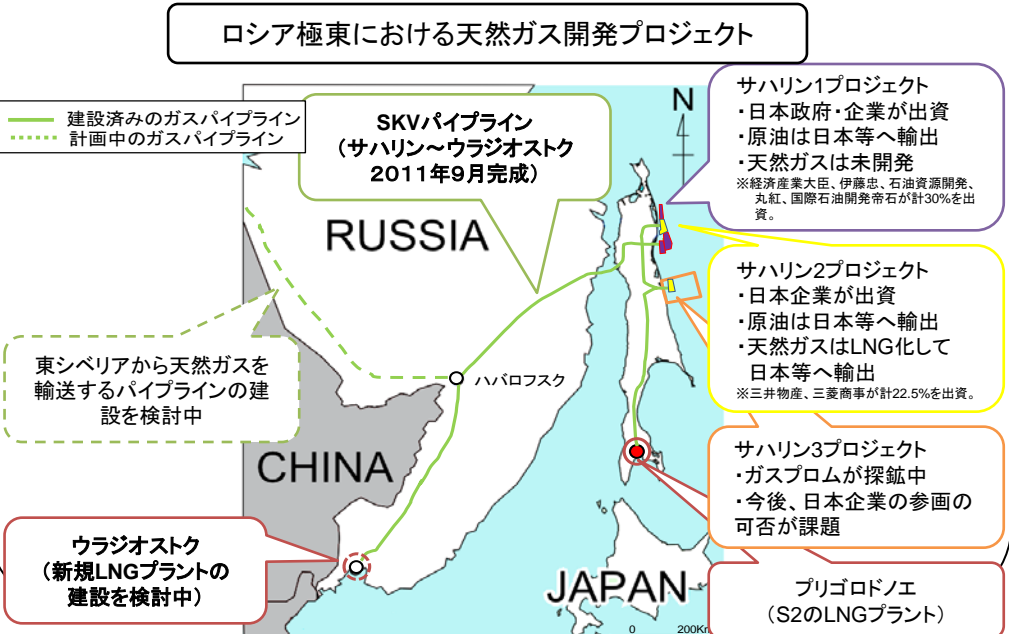 ロシア極東における天然ガス開発プロジェクト
建設済みのガスパイプライン
計画中のガスパイプライン
SKVパイプライン
（サハリン～ウラジオストク
2011年9月完成）
N
サハリン1プロジェクト
・日本政府・企業が出資
・原油は日本等へ輸出
・天然ガスは未開発
※経済産業大臣、伊藤忠、石油資源開発、
丸紅、国際石油開発帝石が計30%を出
資。
RUSSIA
サハリン2プロジェクト
・日本企業が出資
・原油は日本等へ輸出
・天然ガスはLNG化して
日本等へ輸出
※三井物産、三菱商事が計22.5%を出資。
東シベリアから天然ガスを
輸送するパイプラインの建
設を検討中
ハバロフスク
CHINA
サハリン3プロジェクト
・ガスプロムが探鉱中
・今後、日本企業の参画の
可否が課題
ウラジオストク
（新規LNGプラントの
建設を検討中）
JAPAN
プリゴロドノエ
（S2のLNGプラント）
0 200K